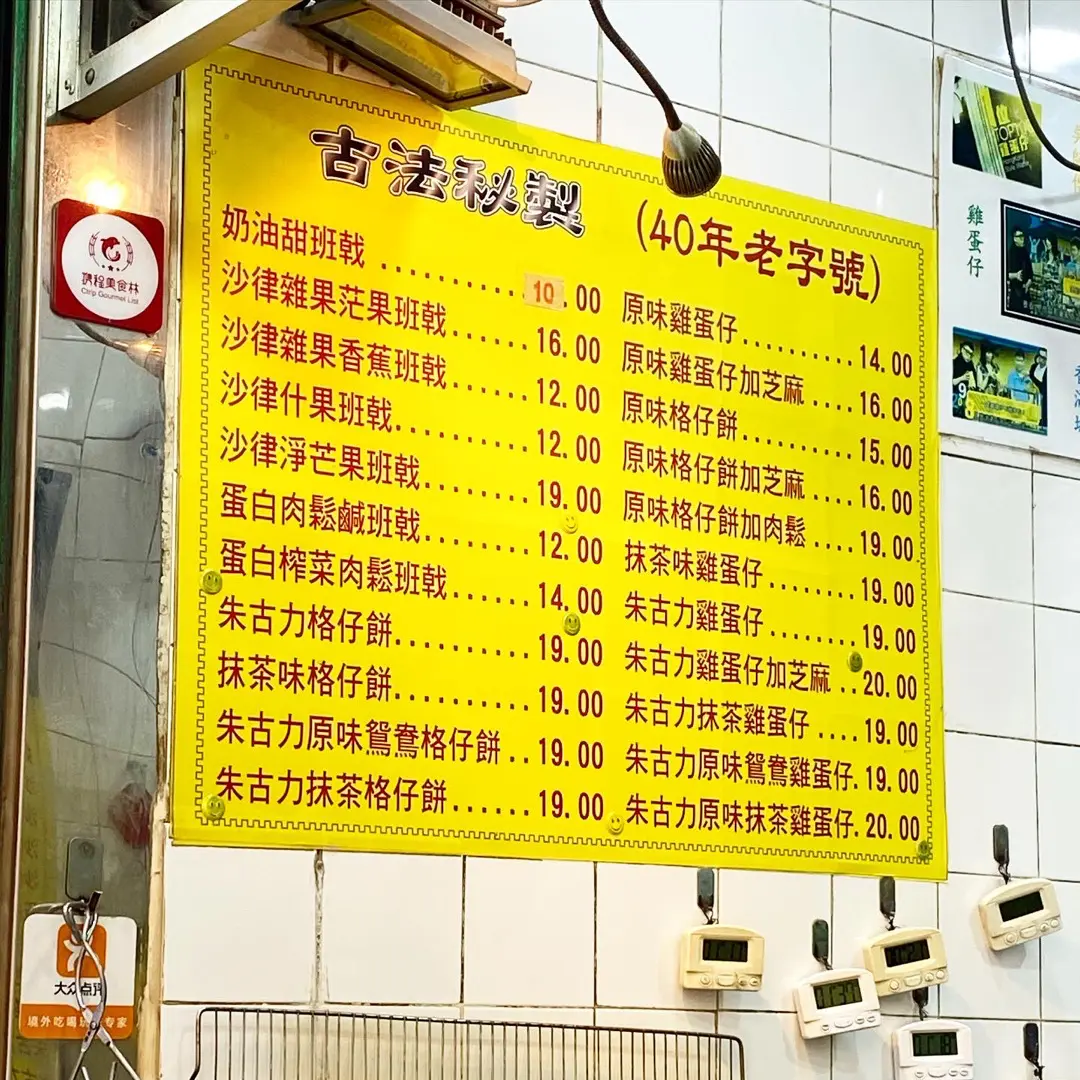 古法秘製
(40年老字號)
奶油甜班戟 .........10.00
沙律雜果茫果班戟......16.00
沙律雜果香蕉班戟......12.00
沙律什果班戟.........12.00
沙律淨芒果班戟........19.00
蛋白肉鬆鹹班戟........12.00
蛋白榨菜肉鬆班戟......14.00
朱古力格仔餅.........19.00
抹茶味格仔餅.........19.00
朱古力原味鴛鴦格仔餅..19.00
朱古力抹茶格仔餅......19.00
原味雞蛋仔..........14.00
原味雞蛋仔加芝麻....16.00
原味格仔餅.........15.00
原味格仔餅加芝麻....16.00
原味格仔餅加肉鬆....19.00
抹茶味雞蛋仔.......19.00
朱古力雞蛋仔.......19.00
朱古力雞蛋仔加芝麻..20.00
朱古力抹茶雞蛋仔....19.00
朱古力原味鴛鴦雞蛋仔.19.00
朱古力原味抹茶雞蛋仔.20.00
携程美食林
Ctrip Gourmet List
大众点评
雞蛋仔